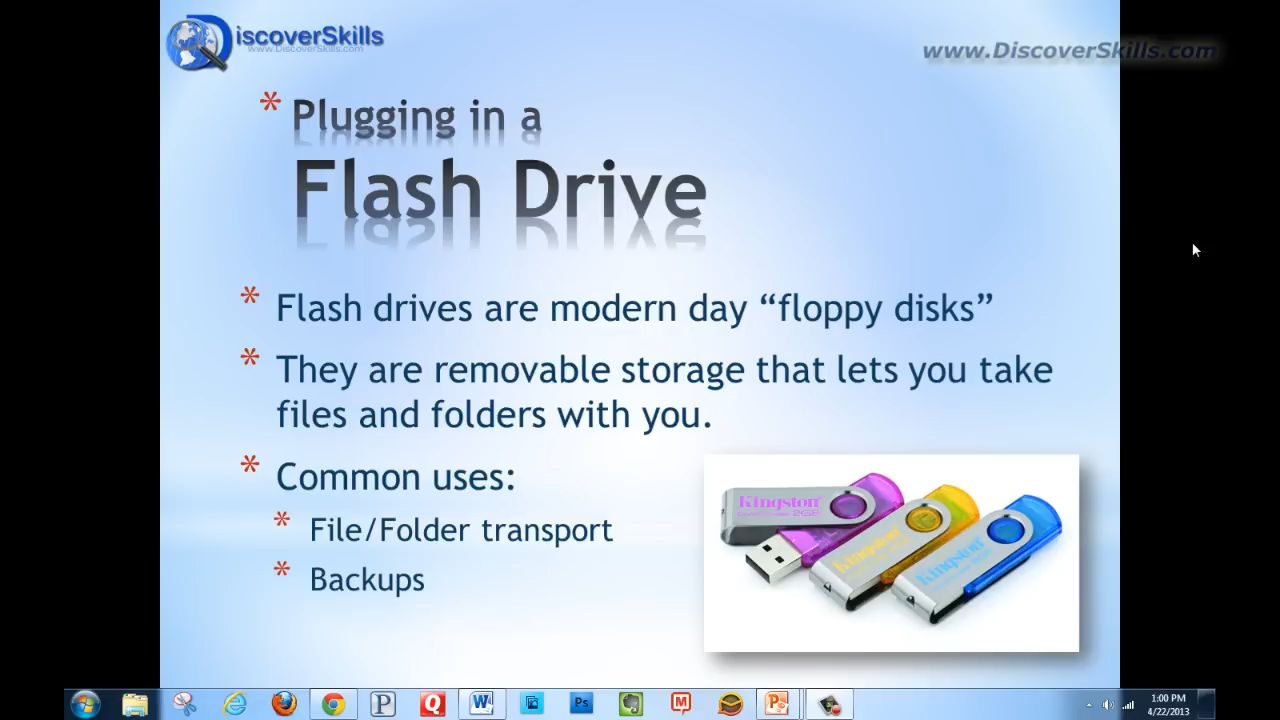 DiscoverSkills
www.DiscoverSkills.com
www.DiscoverSkills.com
* Plugging in a
Flash Drive
* Flash drives are modern day “floppy disks”
* They are removable storage that lets you take
files and folders with you.
* Common uses:
* File/Folder transport
* Backups
Kingston
2GB
Kingston
Kingston
P
Q
W
Ps
M
P
1:00 PM
4/22/2013